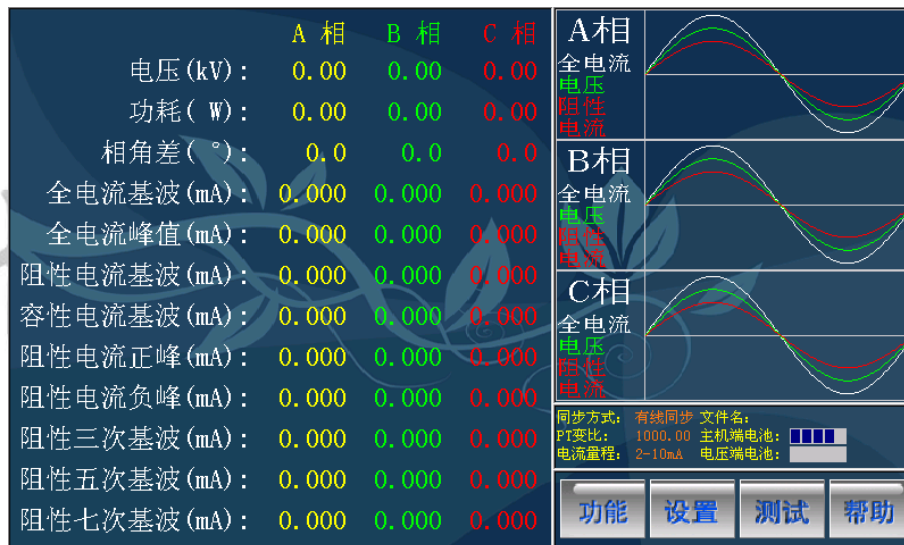 A 相 B 相 C 相
电压(kV): 0.00 0.00 0.00
功耗( W): 0.00 0.00 0.00
相角差( °): 0.0 0.0 0.0
全电流基波(mA): 0.000 0.000 0.000
全电流峰值(mA): 0.000 0.000 0.000
阻性电流基波(mA): 0.000 0.000 0.000
容性电流基波(mA): 0.000 0.000 0.000
阻性电流正峰(mA): 0.000 0.000 0.000
阻性电流负峰(mA): 0.000 0.000 0.000
阻性三次基波(mA): 0.000 0.000 0.000
阻性五次基波(mA): 0.000 0.000 0.000
阻性七次基波(mA): 0.000 0.000 0.000
A相
全电流
电压
阻性
电流
B相
全电流
电压
阻性
电流
C相
全电流
电压
阻性
电流
同步方式: 有线同步 文件名:
PT变比: 1000.00 主机端电池:
电流量程: 2-10mA 电压端电池:
功能 设置 测试 帮助